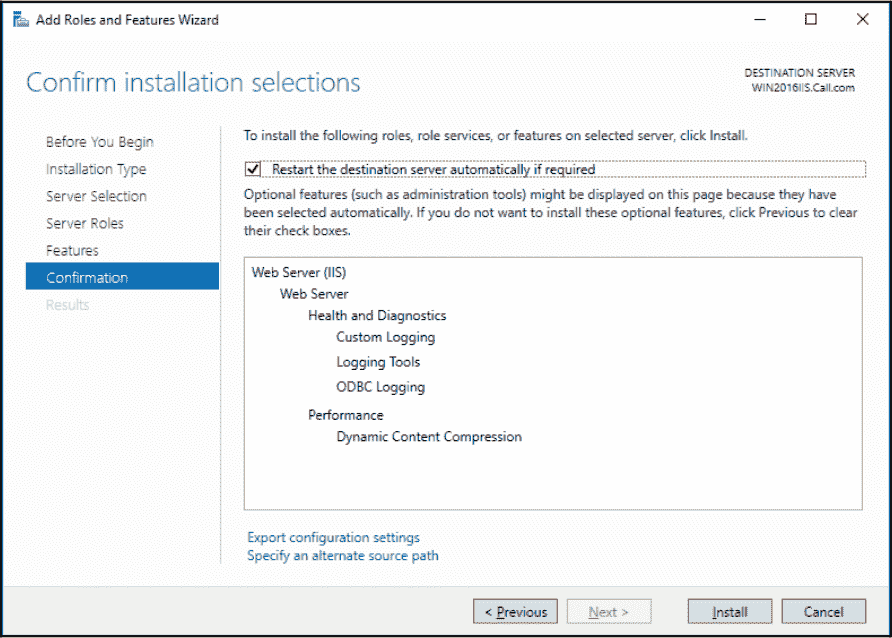 Add Roles and Features Wizard
Confirm installation selections
DESTINATION SERVER
WIN2016IIS.Call.com
Before You Begin
Installation Type
Server Selection
Server Roles
Features
Confirmation
Results
To install the following roles, role services, or features on selected server, click Install.
Restart the destination server automatically if required
Optional features (such as administration tools) might be displayed on this page because they have
been selected automatically. If you do not want to install these optional features, click Previous to clear
their check boxes.
Web Server (IIS)
Web Server
Health and Diagnostics
Custom Logging
Logging Tools
ODBC Logging
Performance
Dynamic Content Compression
Export configuration settings
Specify an alternate source path
< Previous
Next >
Install
Cancel